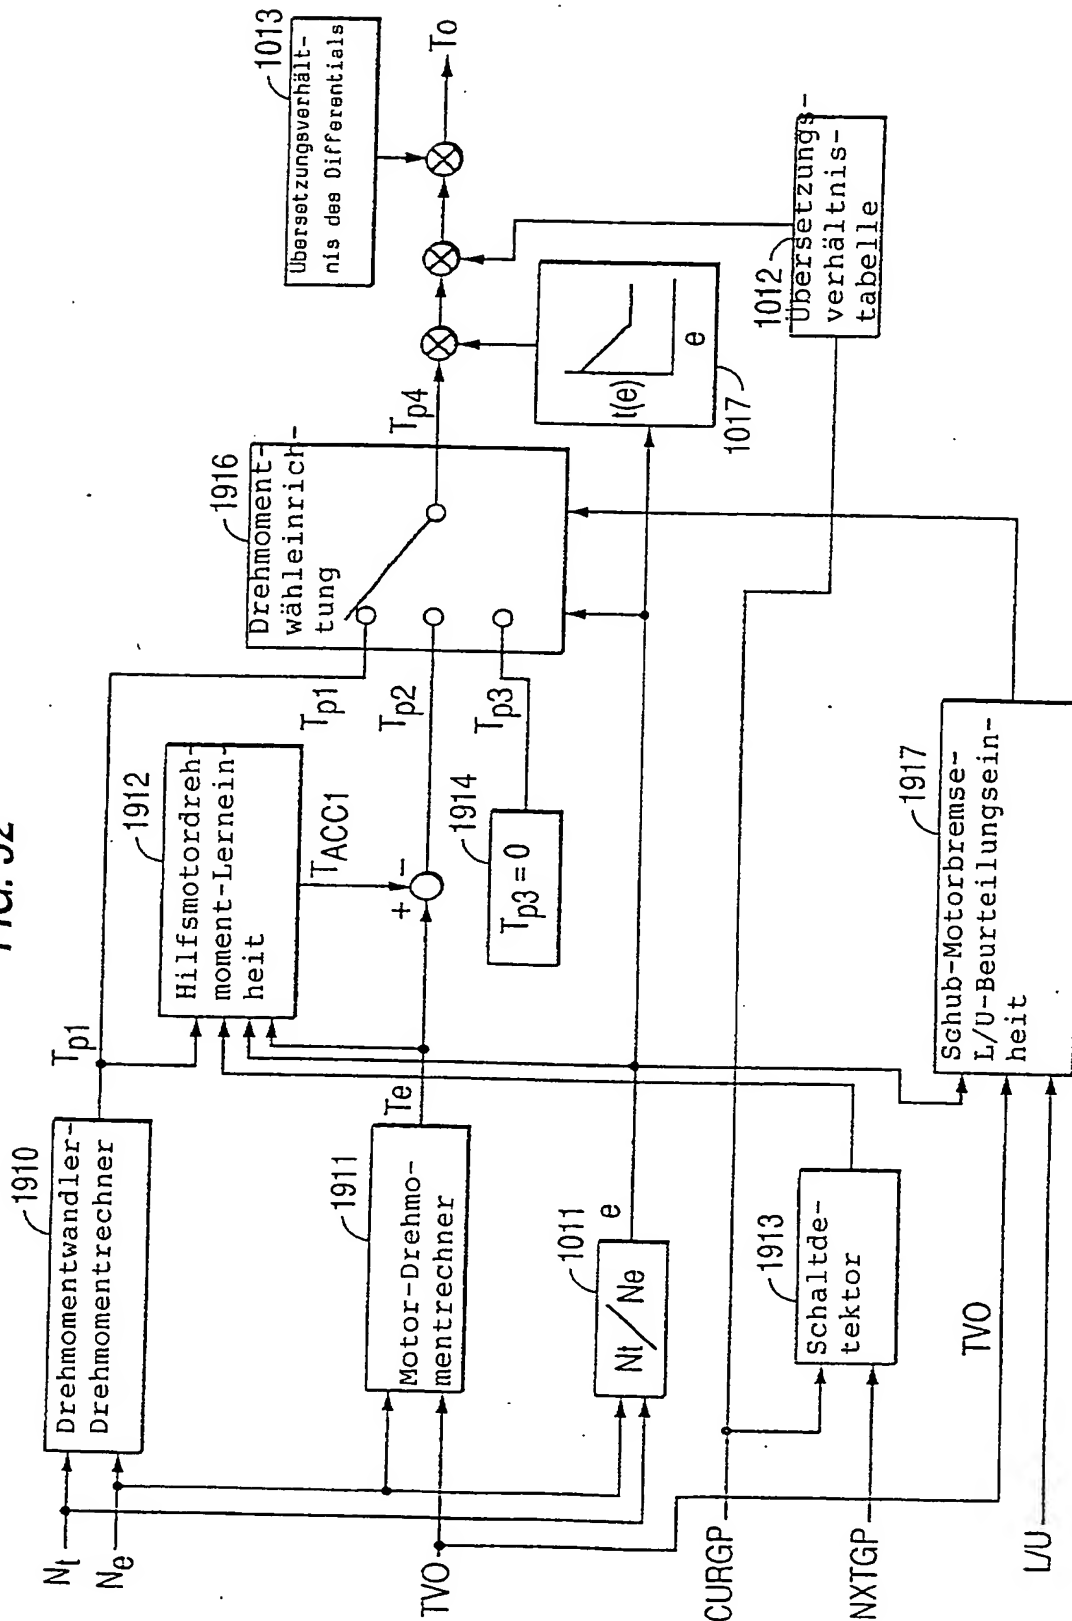 FIG. 52
1910
Drehmomentwandler-
Drehmomentrechner
Nt
Ne
Tp1
1912
Hilfsmotordreh-
moment-Lernein-
heit
TACC1
1911
Motor-Drehmo-
mentrechner
Te
TVO
+
-
1914
Tp3 = 0
Tp1
Tp2
Tp3
1916
Drehmoment-
wähleinrich-
tung
Tp4
1013
Übersetzungsverhält-
nis des Differentials
To
1011
Nt/Ne
e
1017
t(e)
e
1012
Übersetzungs-
verhältnis-
tabelle
CURGP
NXTGP
1913
Schaltde-
tektor
TVO
L/U
1917
Schub-Motorbremse-
L/U-Beurteilungsein-
heit